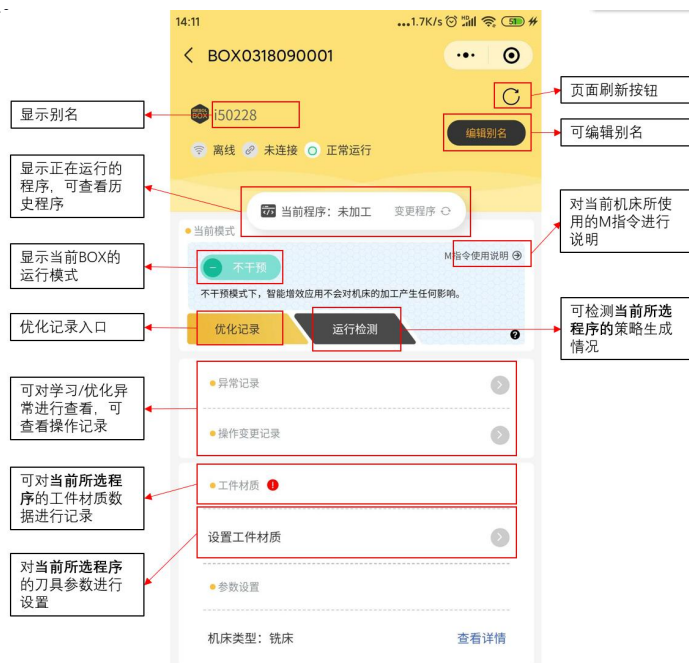 14:11
...1.7K/s
51
BOX0318090001
页面刷新按钮
显示别名
i50228
编辑别名
可编辑别名
离线 未连接 正常运行
显示正在运行的
程序，可查看历
史程序
当前程序：未加工 变更程序
对当前机床所使
用的M指令进行
说明
当前模式
M指令使用说明
显示当前BOX的
运行模式
不干预
不干预模式下，智能增效应用不会对机床的加工产生任何影响。
优化记录入口
优化记录
运行检测
?
可检测当前所选
程序的策略生成
情况
可对学习/优化异
常进行查看，可
查看操作记录
异常记录
操作变更记录
可对当前所选程
序的工件材质数
据进行记录
工件材质 !
设置工件材质
对当前所选程序
的刀具参数进行
设置
参数设置
机床类型：铣床
查看详情